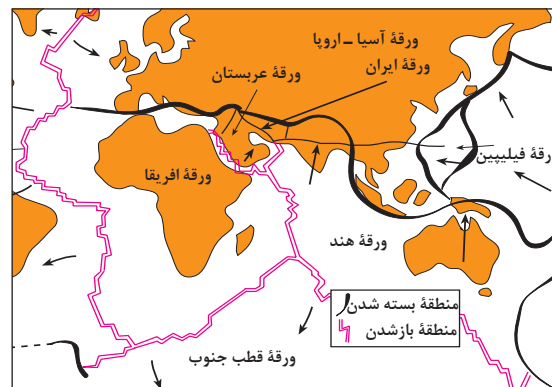 ورقهٔ آسیا ـ اروپا
ورقهٔ ایران
ورقهٔ عربستان
رقهٔ فیلیپین
ورقهٔ افریقا
ورقهٔ هند
منطقهٔ بسته شدن
منطقهٔ بازشدن
ورقهٔ قطب جنوب